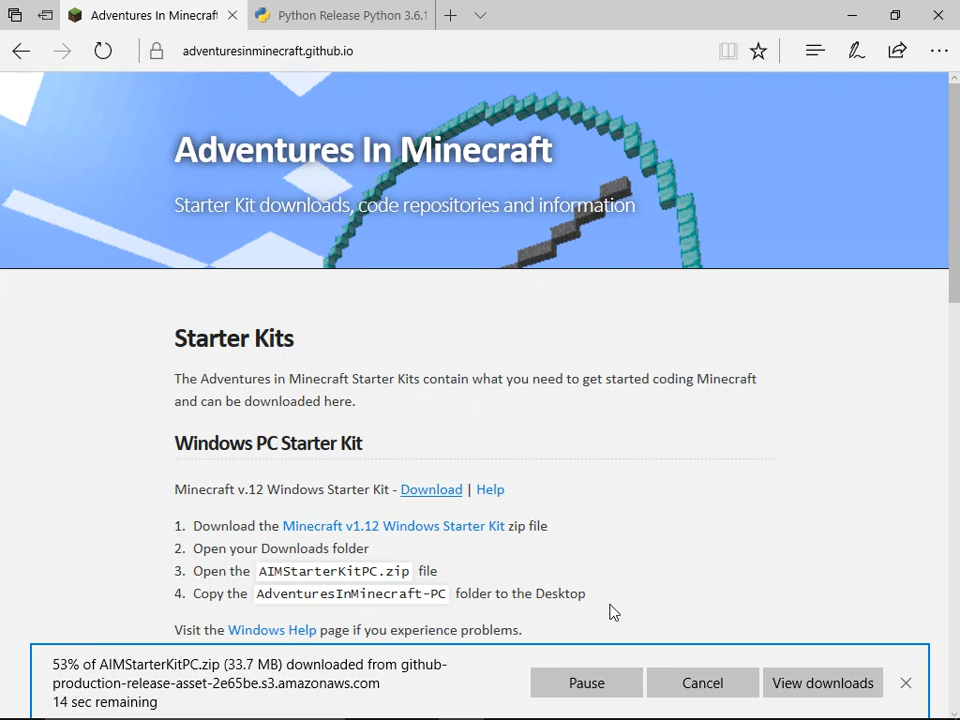 Adventures In Minecraft
Python Release Python 3.6.1
adventuresinminecraft.github.io
Adventures In Minecraft
Starter Kit downloads, code repositories and information
Starter Kits
The Adventures in Minecraft Starter Kits contain what you need to get started coding Minecraft
and can be downloaded here.
Windows PC Starter Kit
Minecraft v.12 Windows Starter Kit - Download | Help
1. Download the Minecraft v1.12 Windows Starter Kit zip file
2. Open your Downloads folder
3. Open the AIMStarterKitPC.zip file
4. Copy the AdventuresInMinecraft-PC folder to the Desktop
Visit the Windows Help page if you experience problems.
53% of AIMStarterKitPC.zip (33.7 MB) downloaded from github-
production-release-asset-2e65be.s3.amazonaws.com
14 sec remaining
Pause
Cancel
View downloads